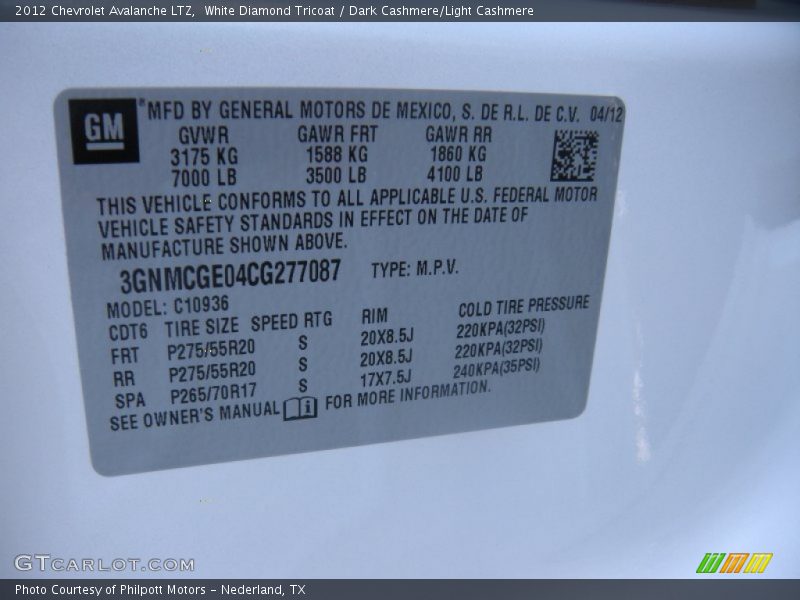 2012 Chevrolet Avalanche LTZ,  White Diamond Tricoat / Dark Cashmere/Light Cashmere
GM ® MFD BY GENERAL MOTORS DE MEXICO, S. DE R.L. DE C.V. 04/12
GVWR GAWR FRT GAWR RR
3175 KG 1588 KG 1860 KG
7000 LB 3500 LB 4100 LB
THIS VEHICLE CONFORMS TO ALL APPLICABLE U.S. FEDERAL MOTOR
VEHICLE SAFETY STANDARDS IN EFFECT ON THE DATE OF
MANUFACTURE SHOWN ABOVE.
3GNMCGE04CG277087 TYPE: M.P.V.
MODEL: C10936
CDT6 TIRE SIZE SPEED RTG RIM COLD TIRE PRESSURE
FRT P275/55R20 S 20X8.5J 220KPA(32PSI)
RR P275/55R20 S 20X8.5J 220KPA(32PSI)
SPA P265/70R17 S 17X7.5J 240KPA(35PSI)
SEE OWNER'S MANUAL FOR MORE INFORMATION.
GTCARLOT.COM
Photo Courtesy of Philpott Motors - Nederland, TX